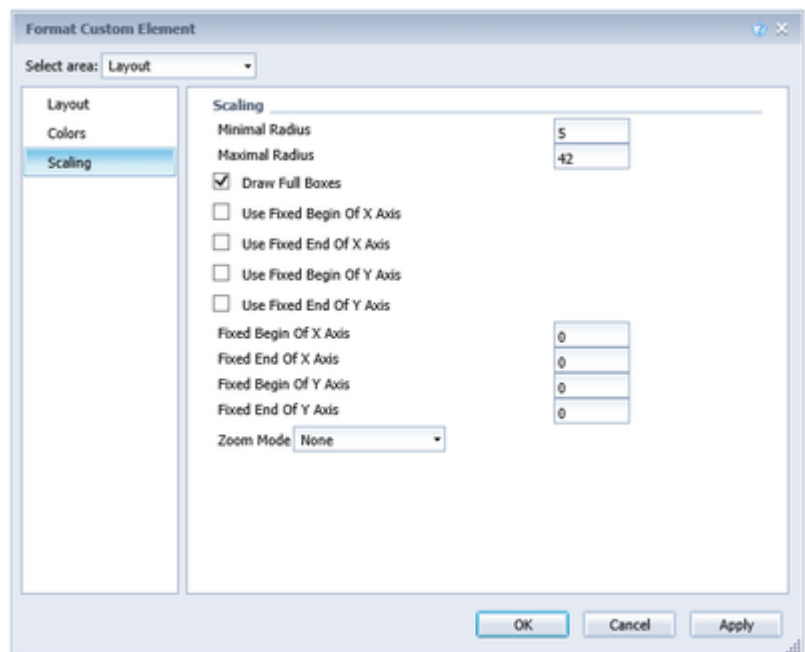 Format Custom Element
Select area: Layout
Layout
Colors
Scaling
Scaling
Minimal Radius 5
Maximal Radius 42
Draw Full Boxes
Use Fixed Begin Of X Axis
Use Fixed End Of X Axis
Use Fixed Begin Of Y Axis
Use Fixed End Of Y Axis
Fixed Begin Of X Axis 0
Fixed End Of X Axis 0
Fixed Begin Of Y Axis 0
Fixed End Of Y Axis 0
Zoom Mode None
OK Cancel Apply